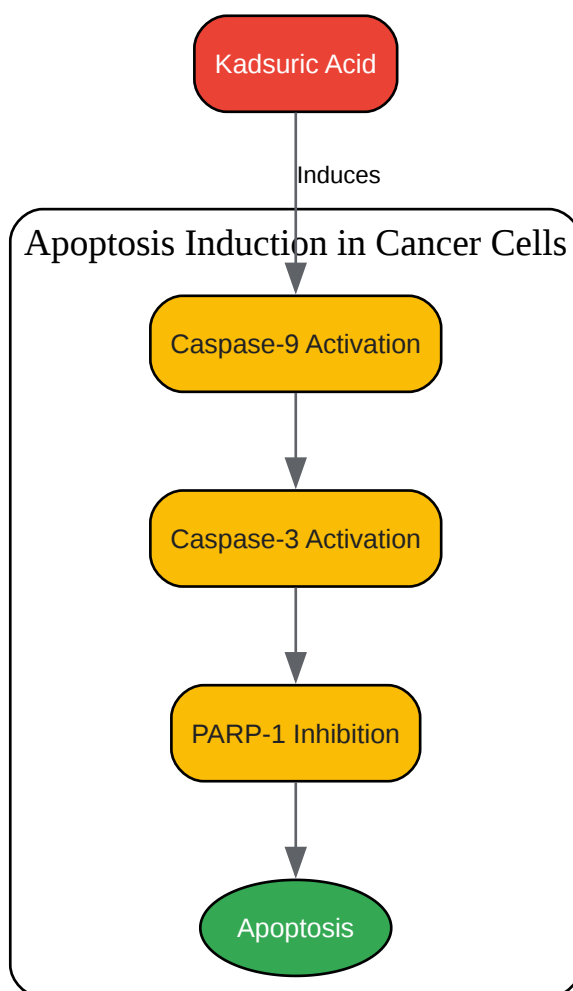 Kadsuric Acid
Induces
Apoptosis Induction in Cancer Cells
Caspase-9 Activation
Caspase-3 Activation
PARP-1 Inhibition
Apoptosis